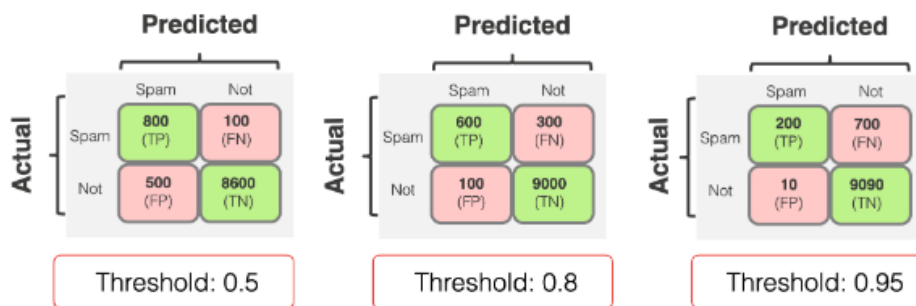 Predicted
Spam Not
Actual
Spam
800 100
(TP) (FN)
Not
500 8600
(FP) (TN)
Threshold: 0.5
Predicted
Spam Not
Actual
Spam
600 300
(TP) (FN)
Not
100 9000
(FP) (TN)
Threshold: 0.8
Predicted
Spam Not
Actual
Spam
200 700
(TP) (FN)
Not
10 9090
(FP) (TN)
Threshold: 0.95